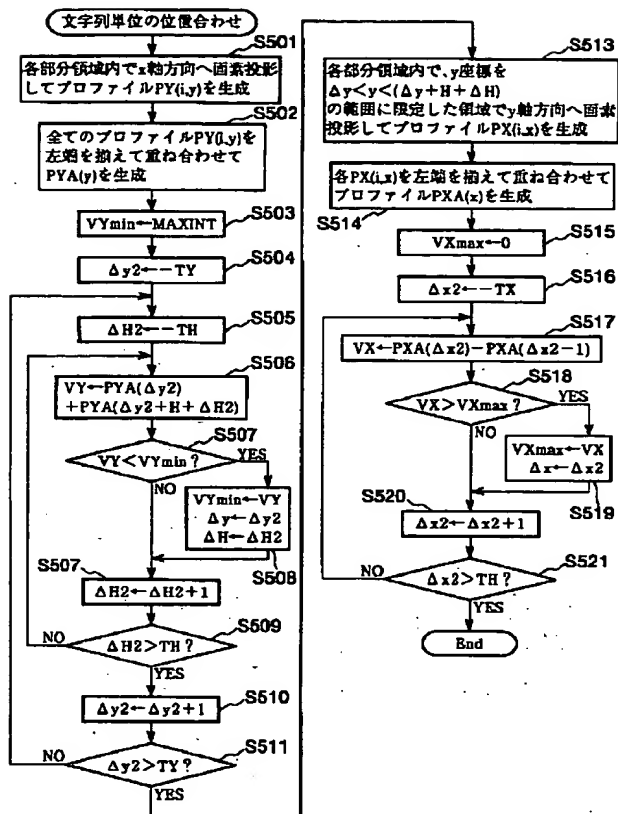 文字列単位の位置合わせ
S501
各部分領域内でx軸方向へ画素投影
してプロファイルPY(i,y)を生成
S502
全てのプロファイルPY(i,y)を
左端を揃えて重ね合わせて
PYA(y)を生成
S503
VYmin←MAXINT
S504
Δy2←−TY
S505
ΔH2←−TH
S506
VY←PYA(Δy2)
+PYA(Δy2+H+ΔH2)
S507
VY<VYmin?
YES
NO
VYmin←VY
Δy←Δy2
ΔH←ΔH2
S508
S507
ΔH2←ΔH2+1
S509
ΔH2>TH?
NO
YES
S510
Δy2←Δy2+1
S511
Δy2>TY?
NO
YES
S513
各部分領域内で、y座標を
Δy<y<(Δy+H+ΔH)
の範囲に限定した領域でy軸方向へ画素
投影してプロファイルPX(i,x)を生成
各PX(i,x)を左端を揃えて重ね合わせて
プロファイルPXA(x)を生成
S514
VXmax←0
S515
Δx2←−TX
S516
S517
VX←PXA(Δx2)−PXA(Δx2−1)
S518
VX>VXmax?
YES
NO
VXmax←VX
Δx←Δx2
S519
S520
Δx2←Δx2+1
S521
Δx2>TH?
NO
YES
End